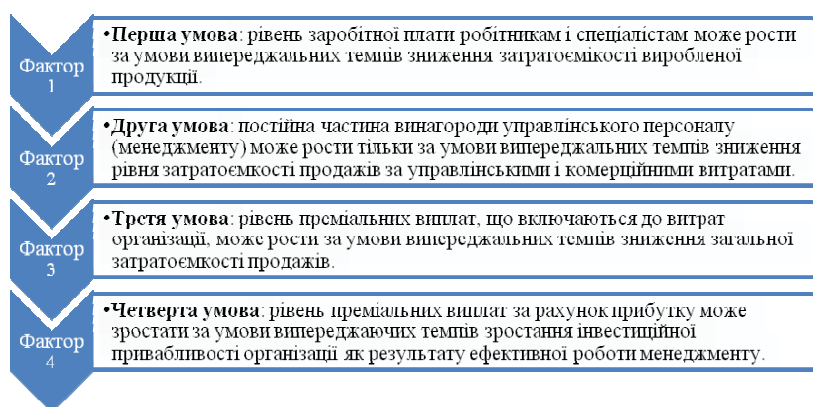 Фактор
1
•Перша умова: рівень заробітної плати робітникам і спеціалістам може рости
за умови випереджальних темпів зниження затратоємікості виробленої
продукції.
Фактор
2
•Друга умова: постійна частина винагороди управлінського персоналу
(менеджменту) може рости тільки за умови випереджальних темпів зниження
рівня затратоємкості продажів за управлінськими і комерційними витратами.
Фактор
3
•Третя умова: рівень преміальних виплат, що включаються до витрат
організації, може рости за умови випереджальних темпів зниження загальної
затратоємкості продажів.
Фактор
4
•Четверта умова: рівень преміальних виплат за рахунок прибутку може
зростати за умови випереджаючих темпів зростання інвестиційної
привабливості організації як результату ефективної роботи менеджменту.